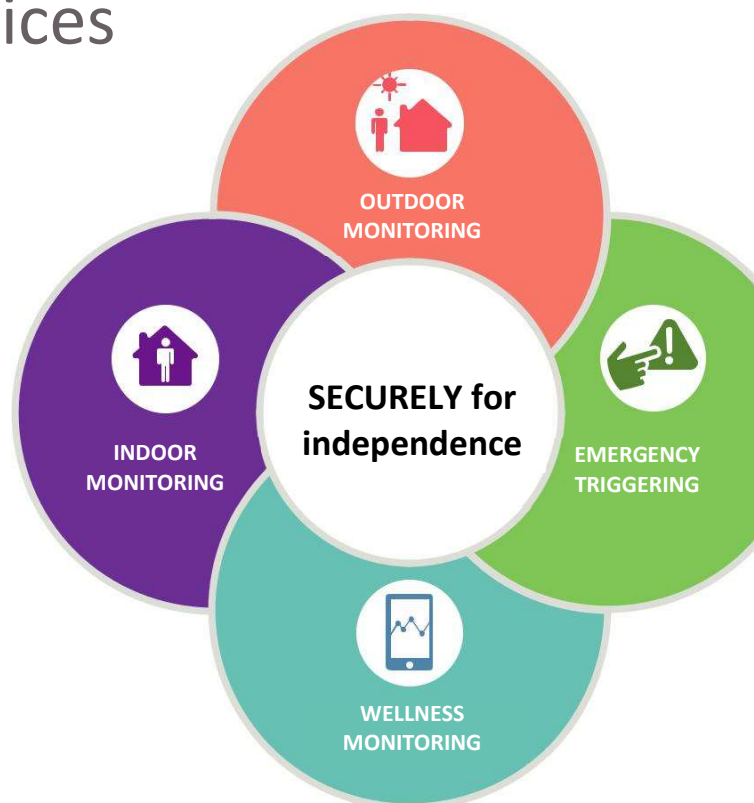 ices
OUTDOOR
MONITORING
INDOOR
MONITORING
SECURELY for
independence
EMERGENCY
TRIGGERING
WELLNESS
MONITORING